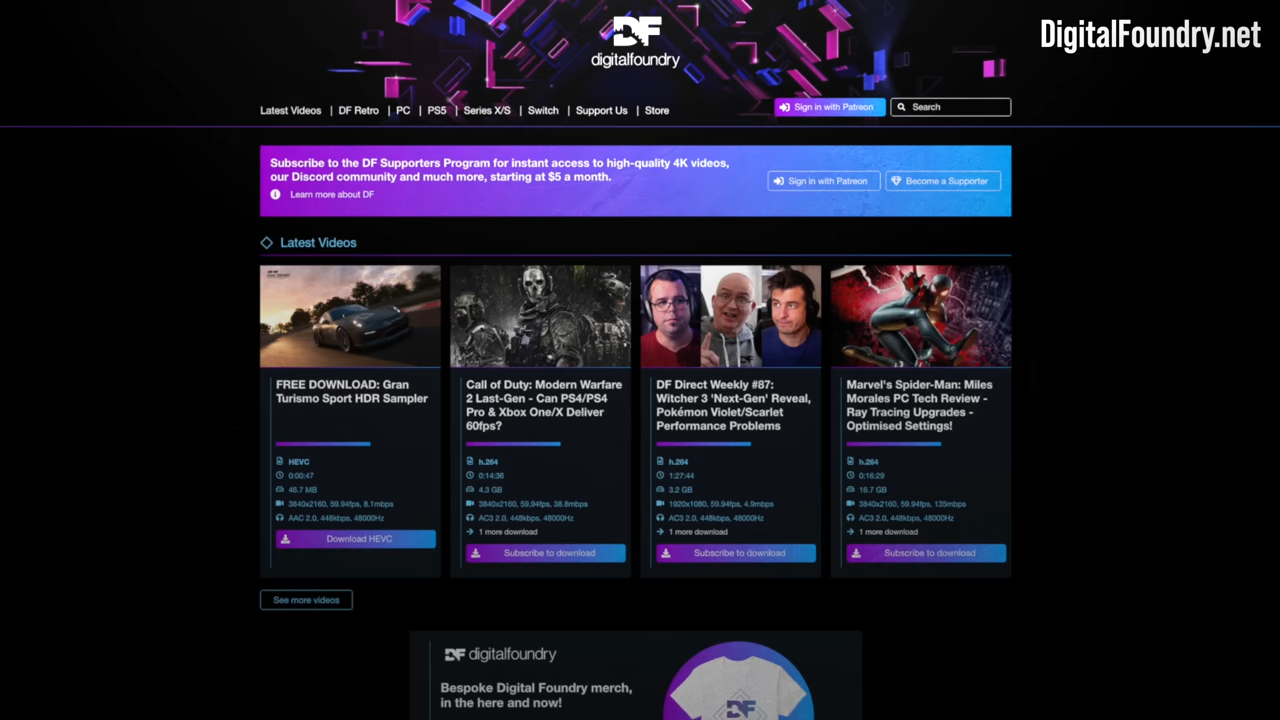 DF
digitalfoundry
DigitalFoundry.net
Latest Videos | DF Retro | PC | PS5 | Series X/S | Switch | Support Us | Store
Sign in with Patreon
Search
Subscribe to the DF Supporters Program for instant access to high-quality 4K videos,
our Discord community and much more, starting at $5 a month.
Learn more about DF
Sign in with Patreon
Become a Supporter
Latest Videos
FREE DOWNLOAD: Gran
Turismo Sport HDR Sampler
HEVC
0:00:47
46.7 MB
3840x2160, 59.94fps, 8.1mbps
AAC 2.0, 448kbps, 48000Hz
Download HEVC
Call of Duty: Modern Warfare
2 Last-Gen - Can PS4/PS4
Pro & Xbox One/X Deliver
60fps?
h.264
0:14:36
4.3 GB
3840x2160, 59.94fps, 38.8mbps
AC3 2.0, 448kbps, 48000Hz
1 more download
Subscribe to download
DF Direct Weekly #87:
Witcher 3 'Next-Gen' Reveal,
Pokémon Violet/Scarlet
Performance Problems
h.264
1:27:44
3.2 GB
1920x1080, 59.94fps, 4.9mbps
AC3 2.0, 448kbps, 48000Hz
1 more download
Subscribe to download
Marvel's Spider-Man: Miles
Morales PC Tech Review -
Ray Tracing Upgrades -
Optimised Settings!
h.264
0:16:29
16.7 GB
3840x2160, 59.94fps, 135mbps
AC3 2.0, 448kbps, 48000Hz
1 more download
Subscribe to download
See more videos
DF digitalfoundry
Bespoke Digital Foundry merch,
in the here and now!
DF